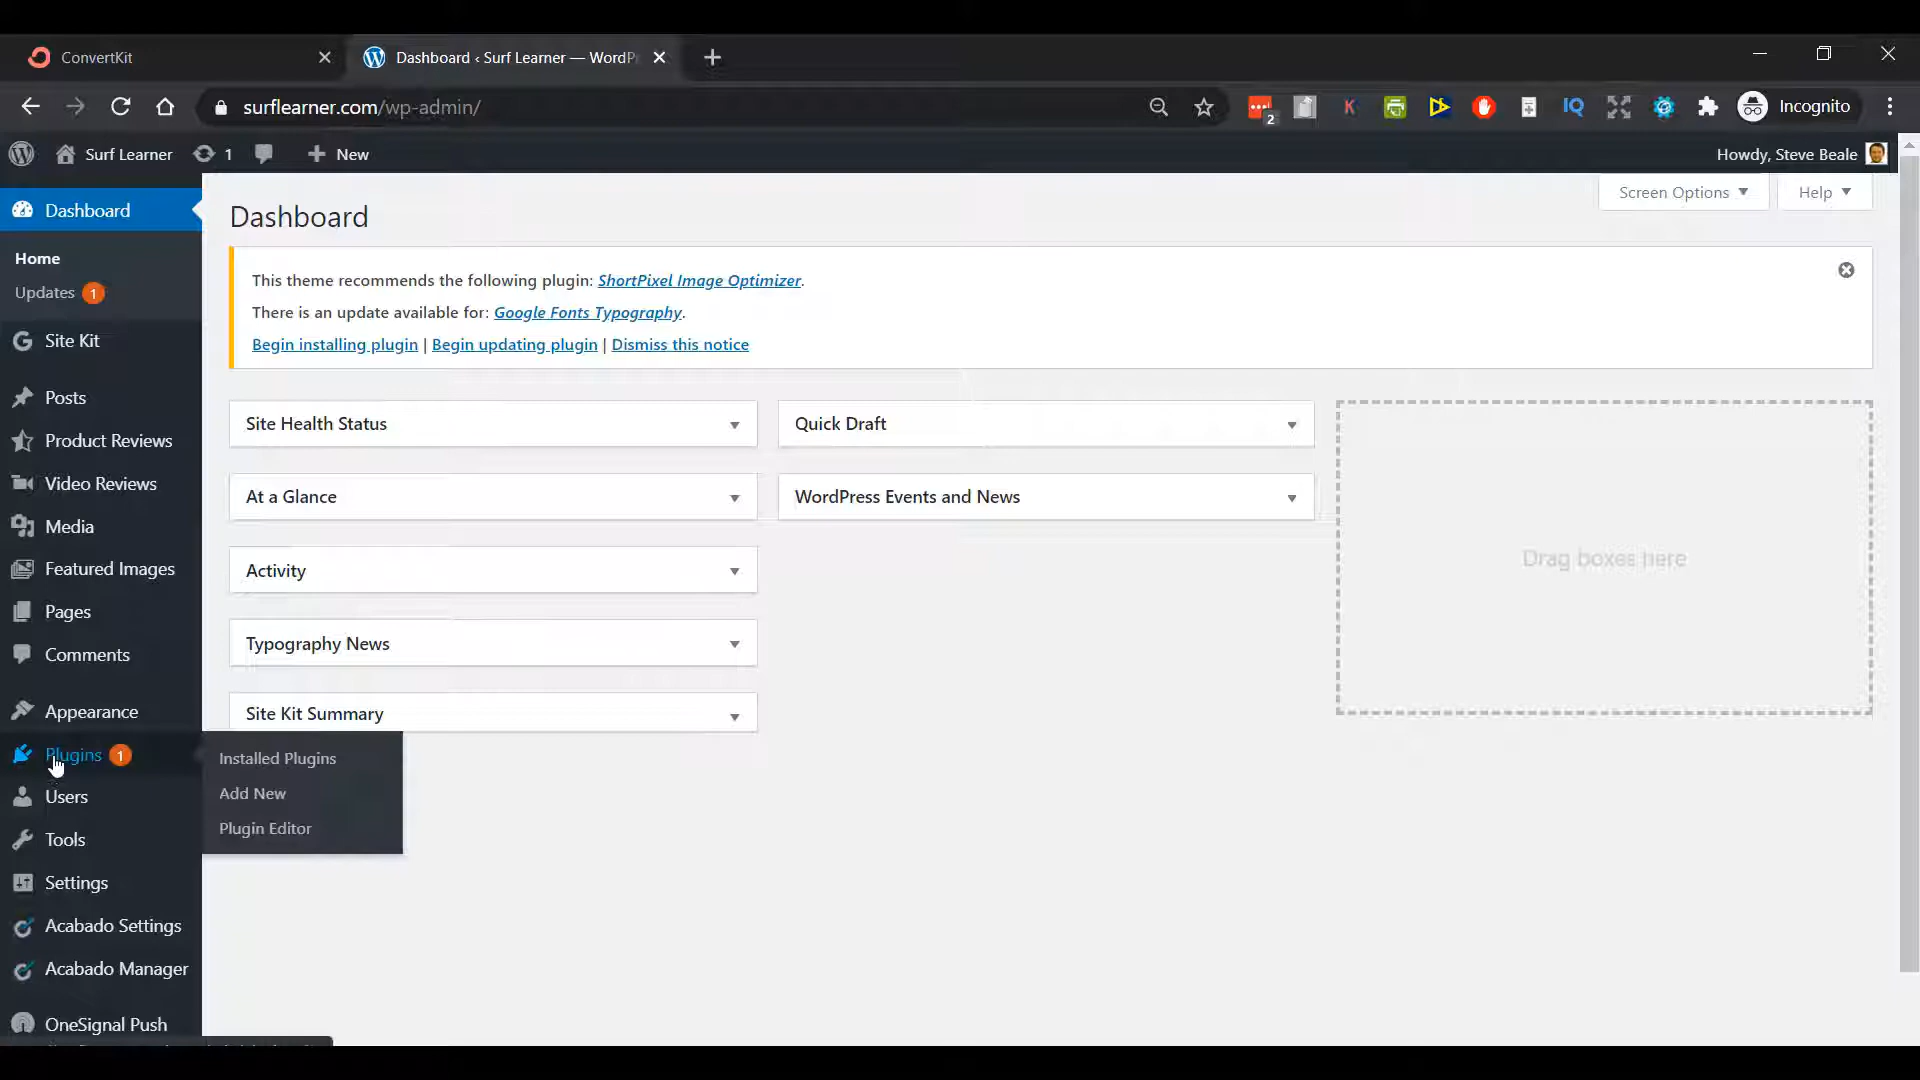 ConvertKit
Dashboard ‹ Surf Learner — WordPr
surflearner.com/wp-admin/
2
K
IQ
Incognito
Surf Learner
1
New
Howdy, Steve Beale
Dashboard
Home
Updates 1
Site Kit
Posts
Product Reviews
Video Reviews
Media
Featured Images
Pages
Comments
Appearance
Plugins 1
Users
Tools
Settings
Acabado Settings
Acabado Manager
OneSignal Push
Installed Plugins
Add New
Plugin Editor
Screen Options
Help
Dashboard
This theme recommends the following plugin: ShortPixel Image Optimizer.
There is an update available for: Google Fonts Typography.
Begin installing plugin | Begin updating plugin | Dismiss this notice
Site Health Status
At a Glance
Activity
Typography News
Site Kit Summary
Quick Draft
WordPress Events and News
Drag boxes here